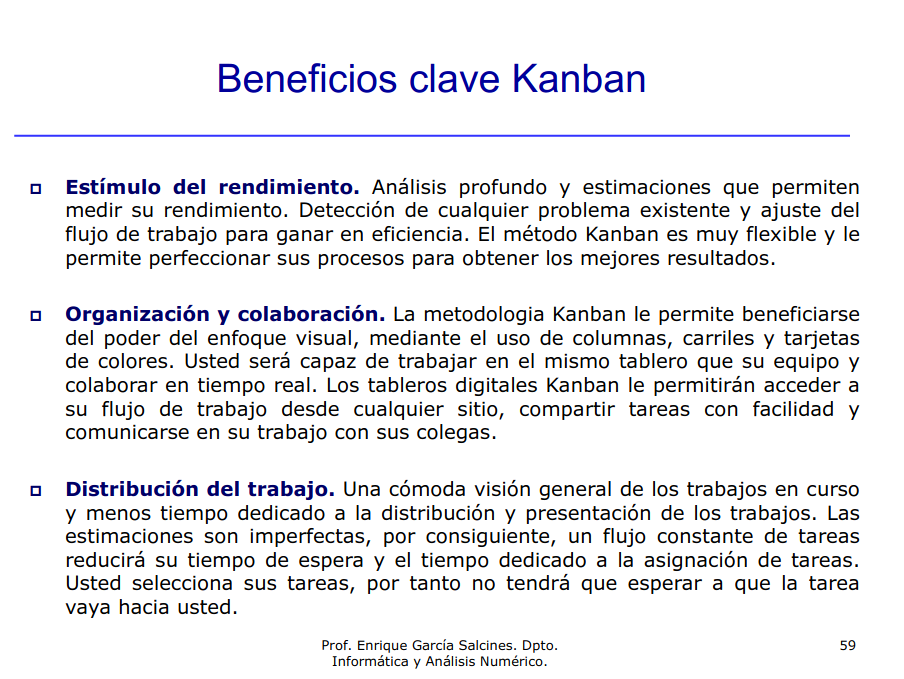 Beneficios clave Kanban
Estímulo del rendimiento. Análisis profundo y estimaciones que permiten
medir su rendimiento. Detección de cualquier problema existente y ajuste del
flujo de trabajo para ganar en eficiencia. El método Kanban es muy flexible y le
permite perfeccionar sus procesos para obtener los mejores resultados.
Organización y colaboración. La metodologia Kanban le permite beneficiarse
del poder del enfoque visual, mediante el uso de columnas, carriles y tarjetas
de colores. Usted será capaz de trabajar en el mismo tablero que su equipo y
colaborar en tiempo real. Los tableros digitales Kanban le permitirán acceder a
su flujo de trabajo desde cualquier sitio, compartir tareas con facilidad y
comunicarse en su trabajo con sus colegas.
Distribución del trabajo. Una cómoda visión general de los trabajos en curso
y menos tiempo dedicado a la distribución y presentación de los trabajos. Las
estimaciones son imperfectas, por consiguiente, un flujo constante de tareas
reducirá su tiempo de espera y el tiempo dedicado a la asignación de tareas.
Usted selecciona sus tareas, por tanto no tendrá que esperar a que la tarea
vaya hacia usted.
Prof. Enrique García Salcines. Dpto.
Informática y Análisis Numérico.
59